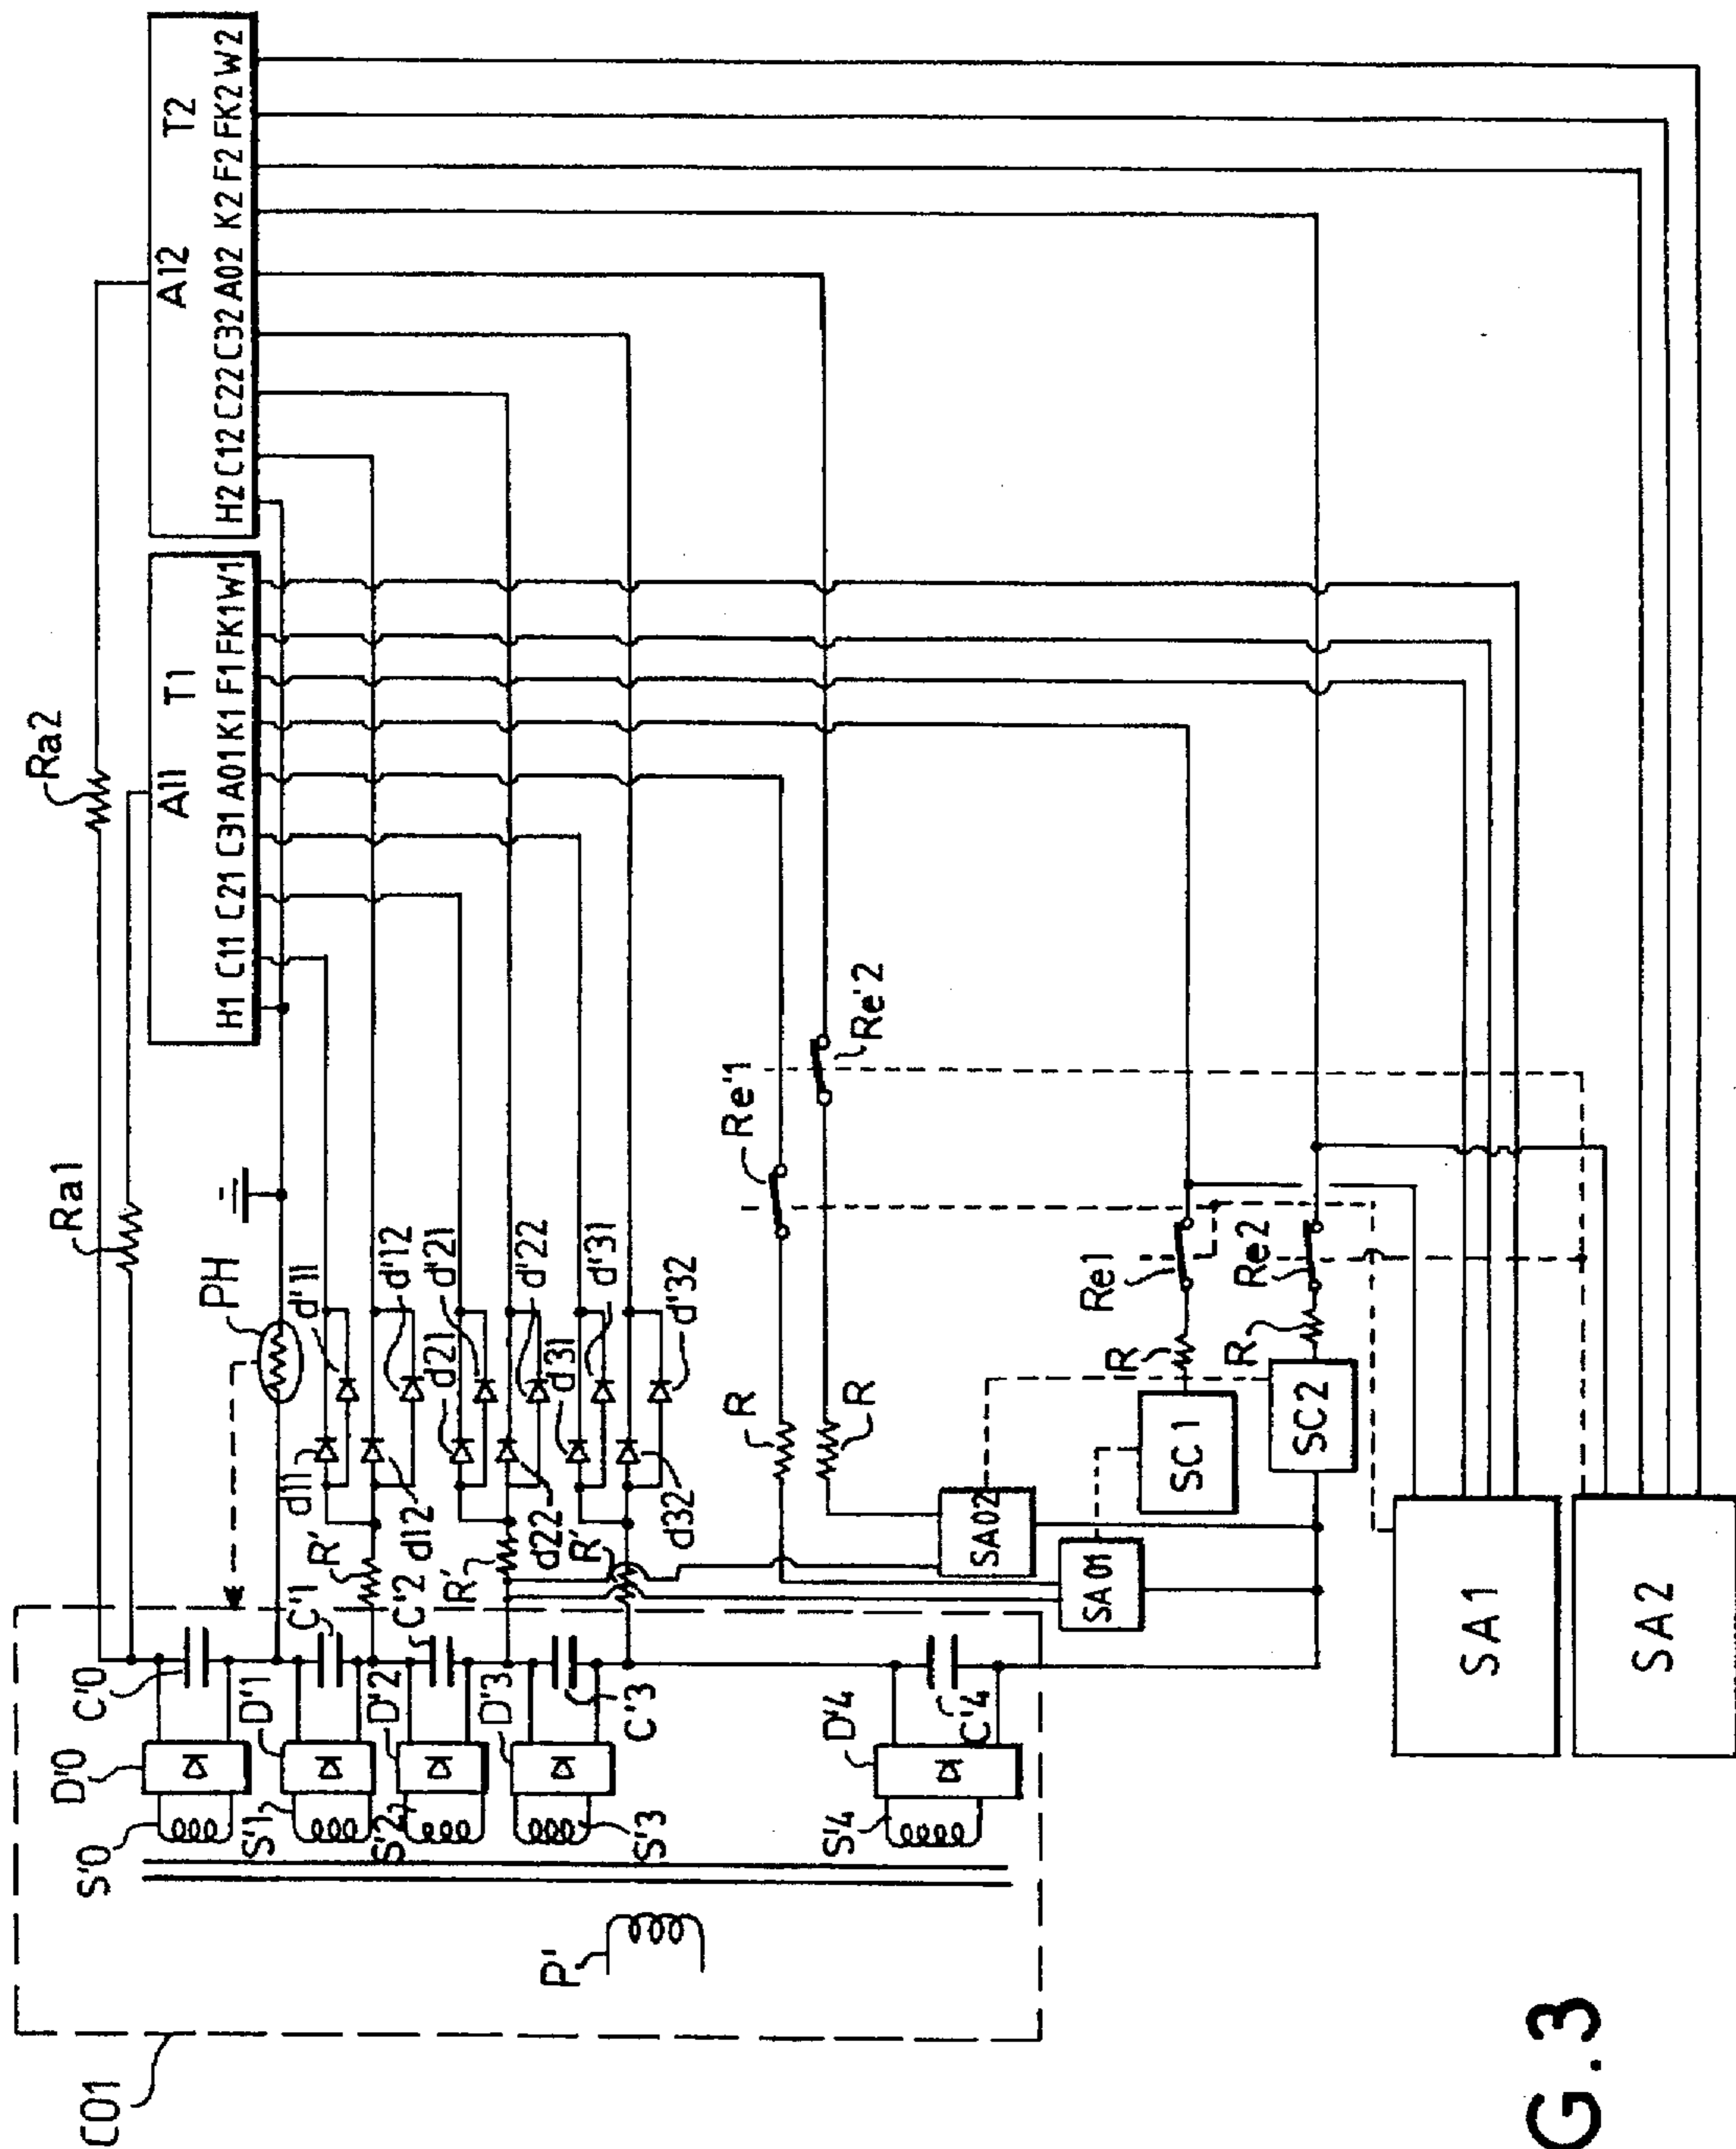 C01
P'
S'0
S'1
S'2
S'3
S'4
D'0
D'1
D'2
D'3
D'4
C'0
C'1
C'2
C'3
C'4
R'
R'
R'
d11
d12
d21
d22
d31
d32
d'11
d'12
d'21
d'22
d'31
d'32
PH
Ra1
Ra2
A11 T1
H1 C11 C21 C31 A01 K1 F1 FK1 W1
A12 T2
H2 C12 C22 C32 A02 K2 F2 FK2 W2
Re'1
Re'2
R
R
SA02
SA01
Re1
Re2
R
R
SC1
SC2
SA1
SA2
G.3